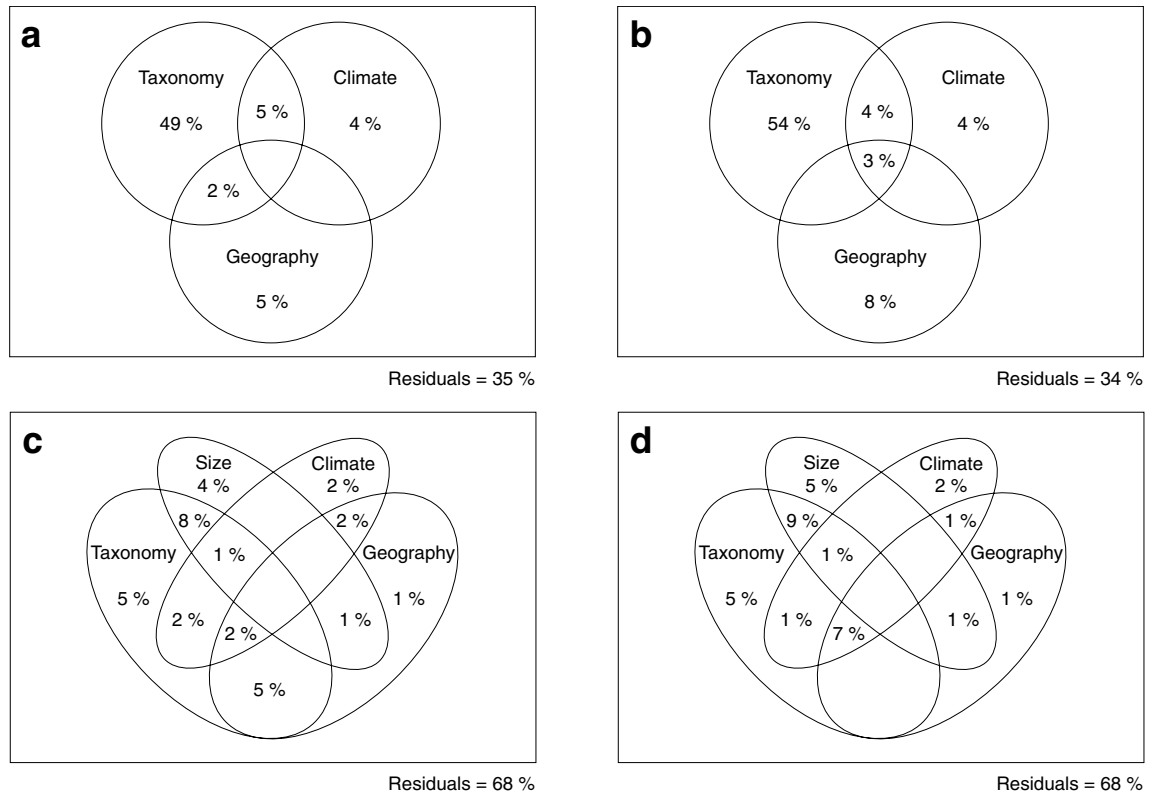 a
Taxonomy
Climate
5 %
49 %
4 %
2 %
Geography
5 %
Residuals = 35 %
b
Taxonomy
Climate
4 %
54 %
4 %
3 %
Geography
8 %
Residuals = 34 %
c
Size
Climate
4 %
2 %
8 %
2 %
Taxonomy
1 %
Geography
5 %
1 %
2 %
1 %
2 %
5 %
Residuals = 68 %
d
Size
Climate
5 %
2 %
9 %
1 %
Taxonomy
1 %
Geography
5 %
1 %
1 %
1 %
7 %
Residuals = 68 %